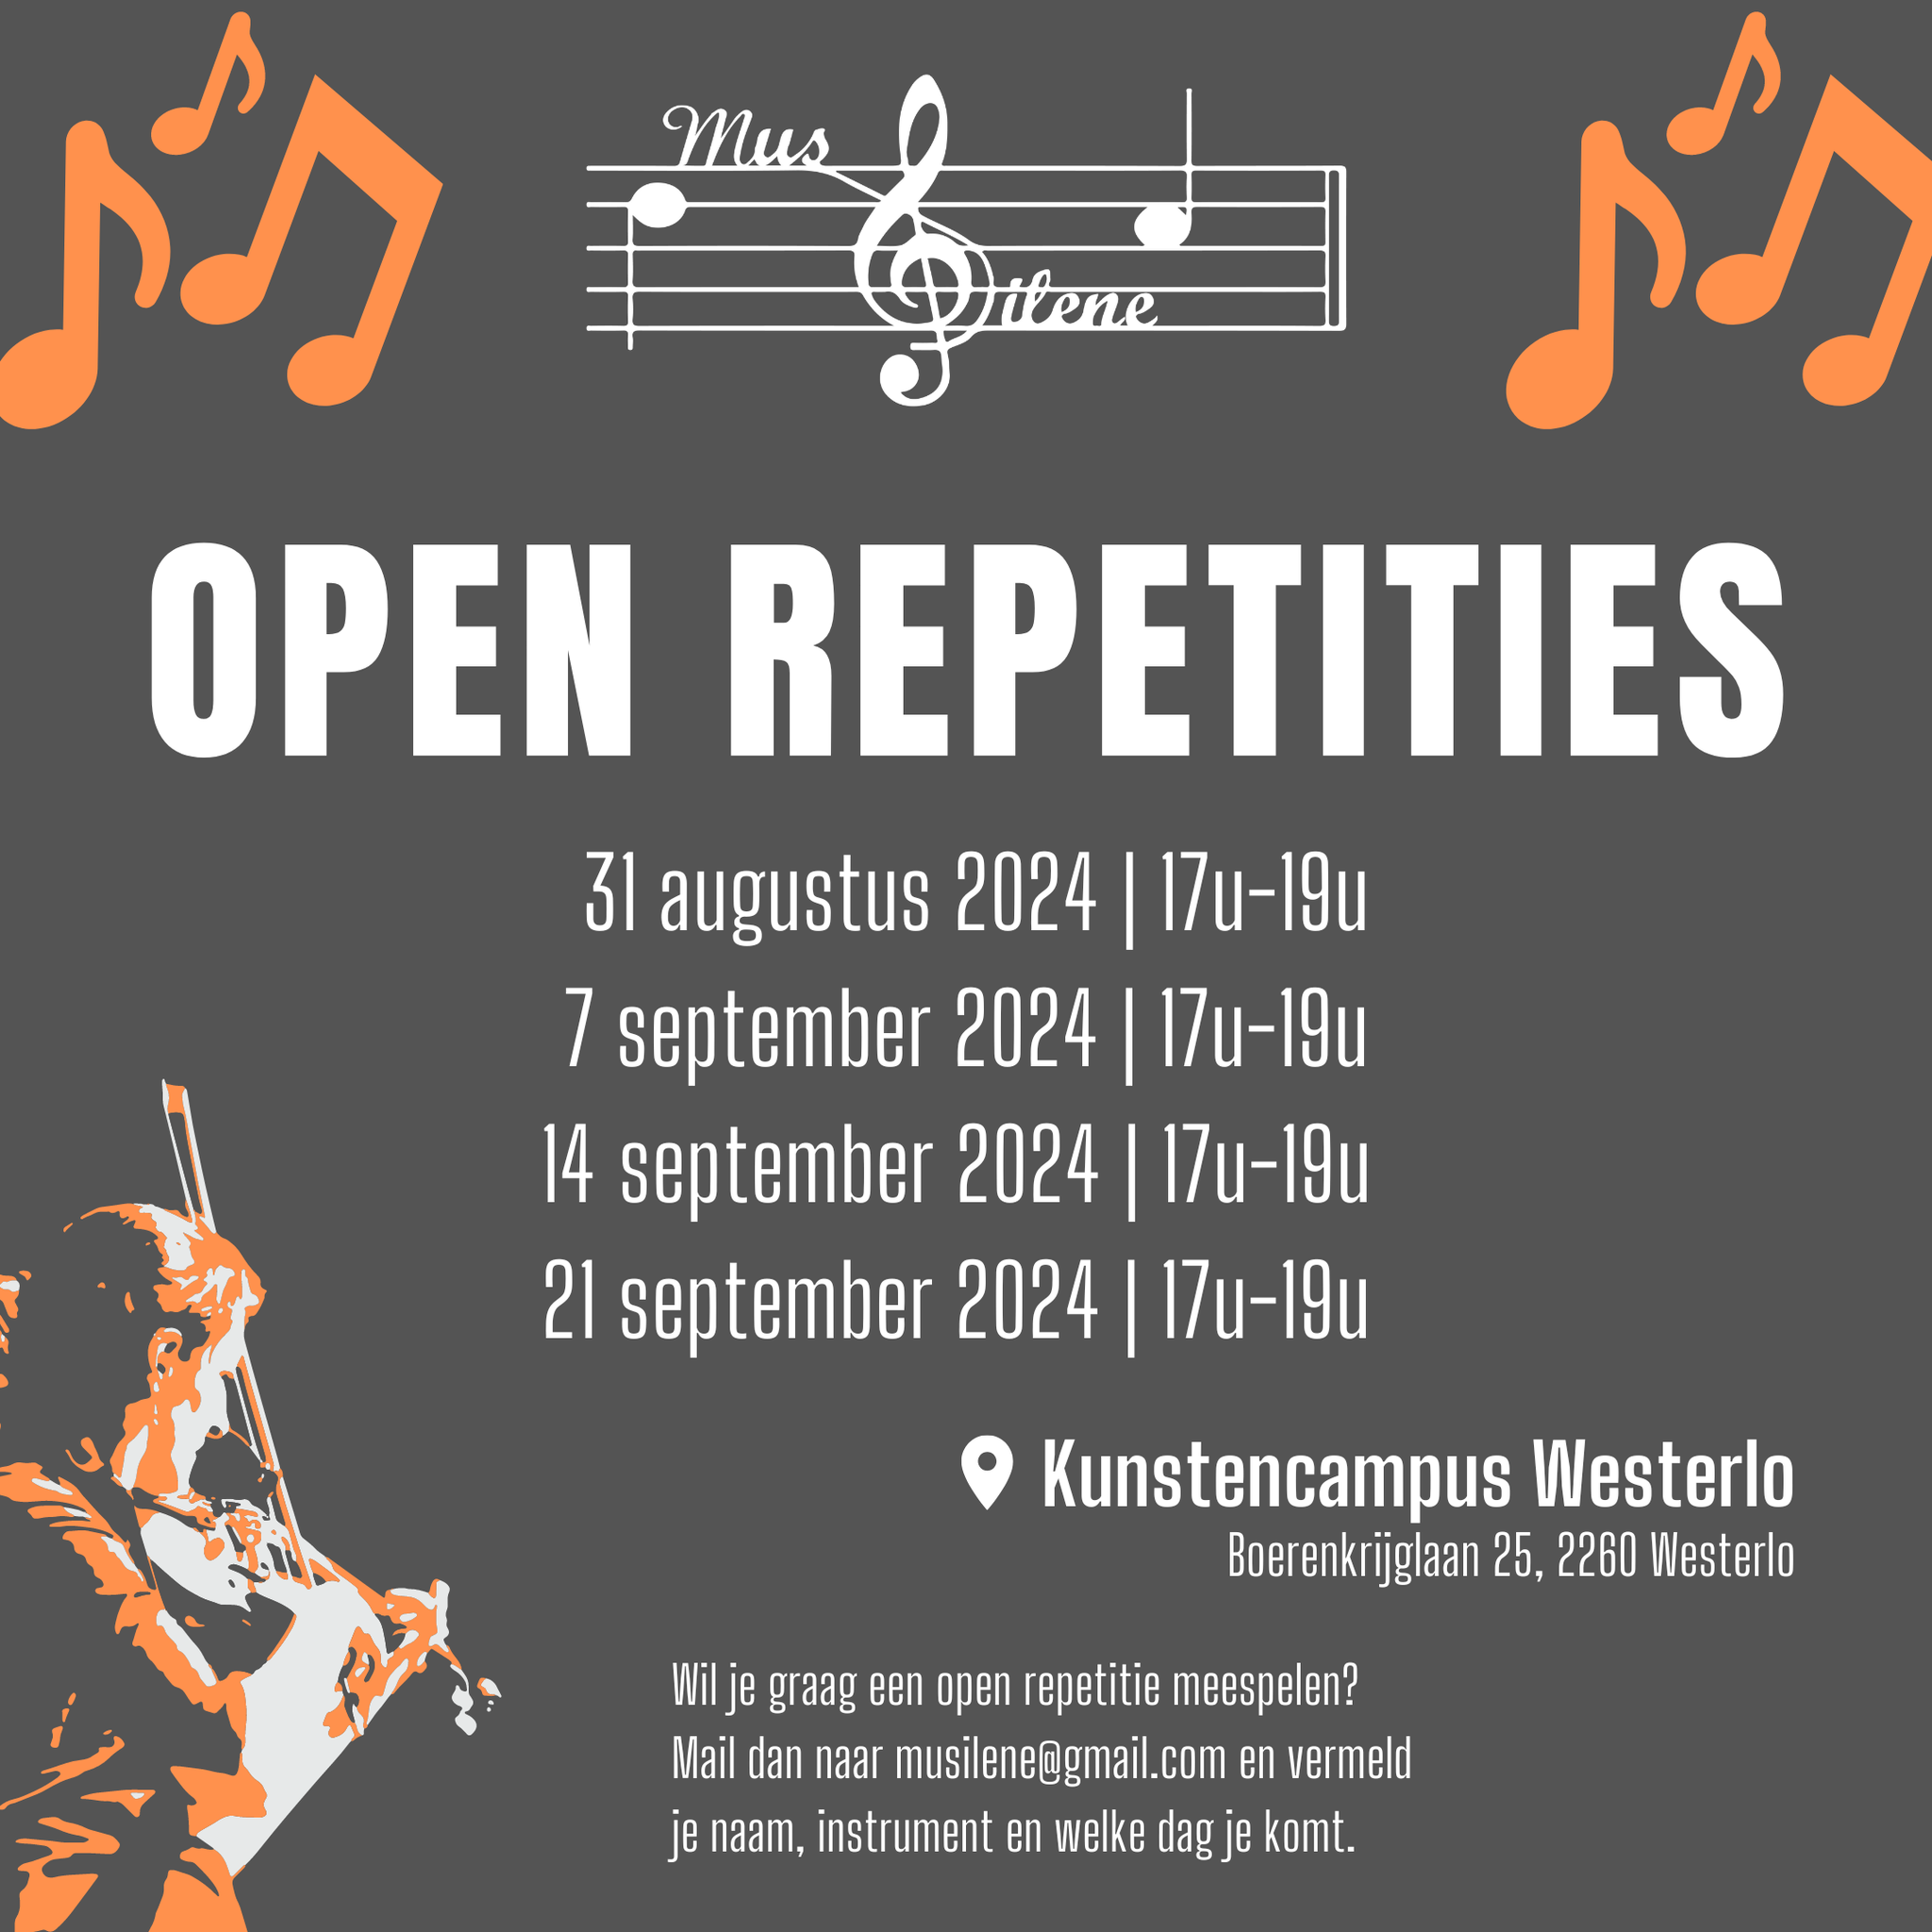 Mus
idee
OPEN REPETITIES
31 augustus 2024 | 17u-19u
7 september 2024 | 17u-19u
14 september 2024 | 17u-19u
21 september 2024 | 17u-19u
Kunstencampus Westerlo
Boerenkrijglaan 25, 2260 Westerlo
Wil je graag een open repetitie meespelen?
Mail dan naar musilene@gmail.com en vermeld
je naam, instrument en welke dag je komt.